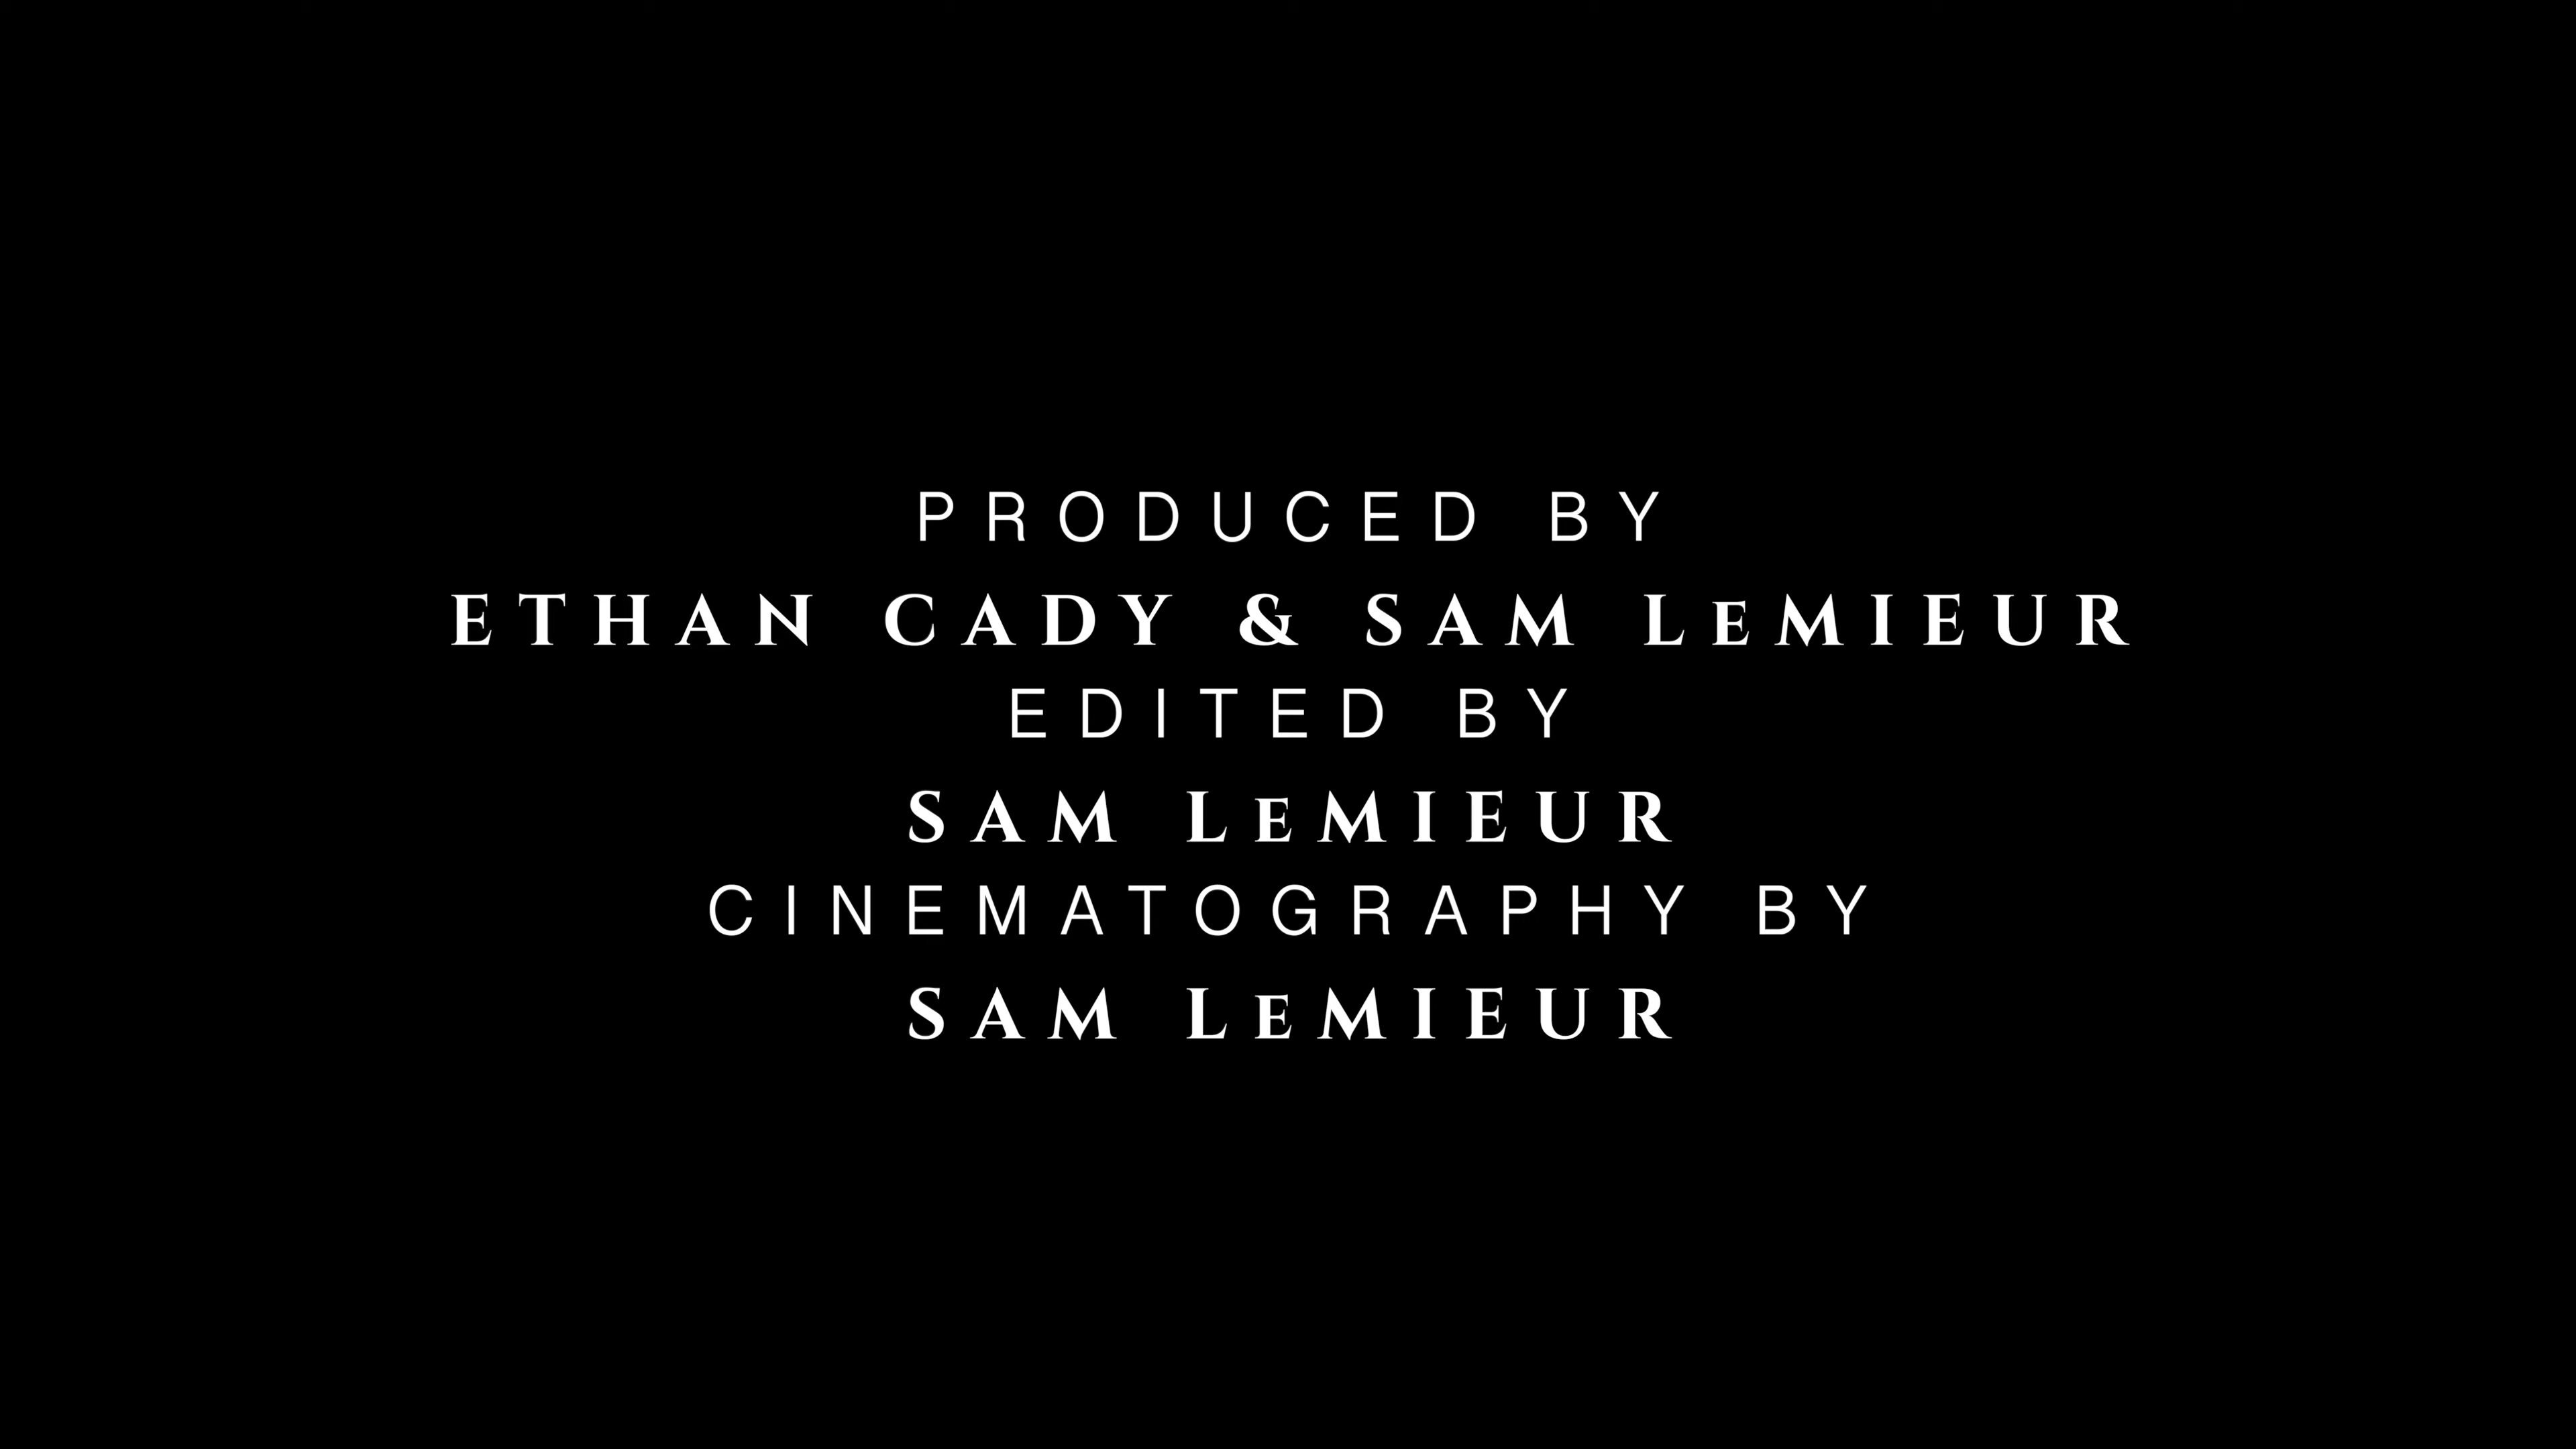 PRODUCED BY
ETHAN CADY & SAM LeMIEUR
EDITED BY
SAM LeMIEUR
CINEMATOGRAPHY BY
SAM LeMIEUR